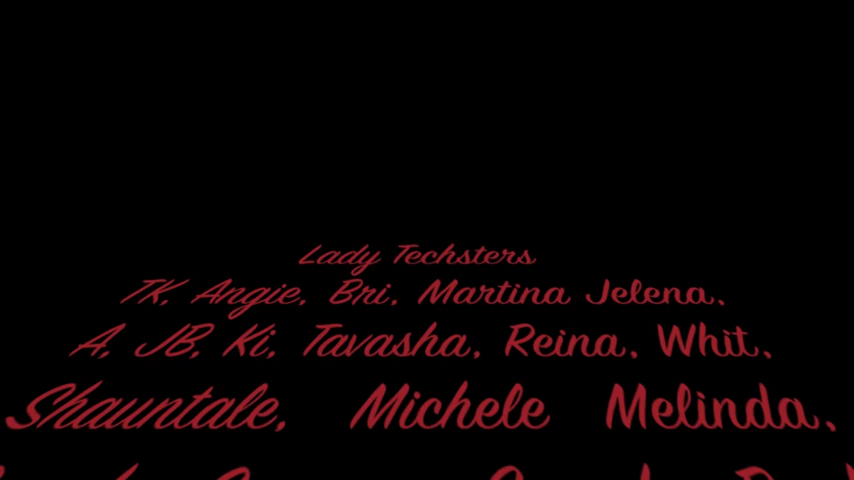 Lady Techsters
TK, Angie, Bri, Martina Jelena,
A, JB, Ki, Tavasha, Reina, Whit,
Shauntale, Michele Melinda,